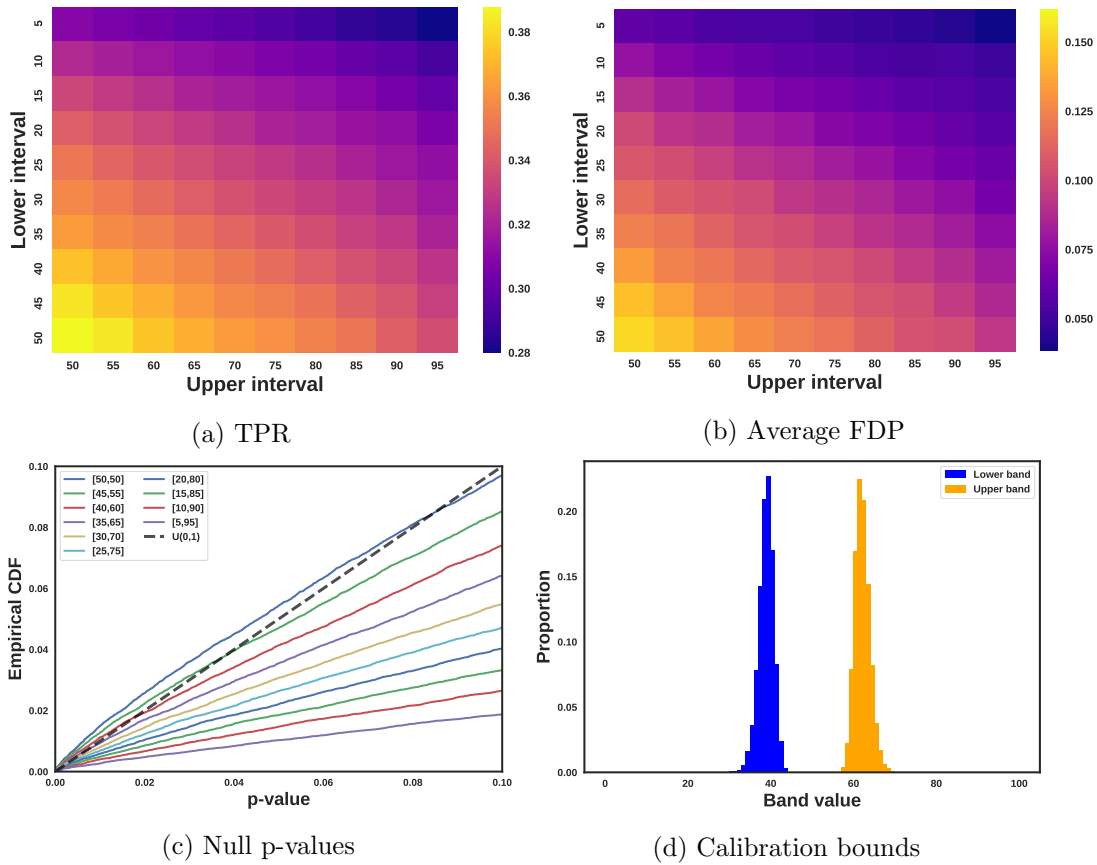 Lower interval
5
10
15
20
25
30
35
40
45
50
50 55 60 65 70 75 80 85 90 95
Upper interval
0.38
0.36
0.34
0.32
0.30
0.28
(a) TPR
Lower interval
5
10
15
20
25
30
35
40
45
50
50 55 60 65 70 75 80 85 90 95
Upper interval
0.150
0.125
0.100
0.075
0.050
(b) Average FDP
Empirical CDF
0.10
0.08
0.06
0.04
0.02
0.00
[50,50] [20,80]
[45,55] [15,85]
[40,60] [10,90]
[35,65] [5,95]
[30,70] U(0,1)
[25,75]
0.00 0.02 0.04 0.06 0.08 0.10
p-value
(c) Null p-values
Proportion
0.20
0.15
0.10
0.05
0.00
Lower band
Upper band
0 20 40 60 80 100
Band value
(d) Calibration bounds